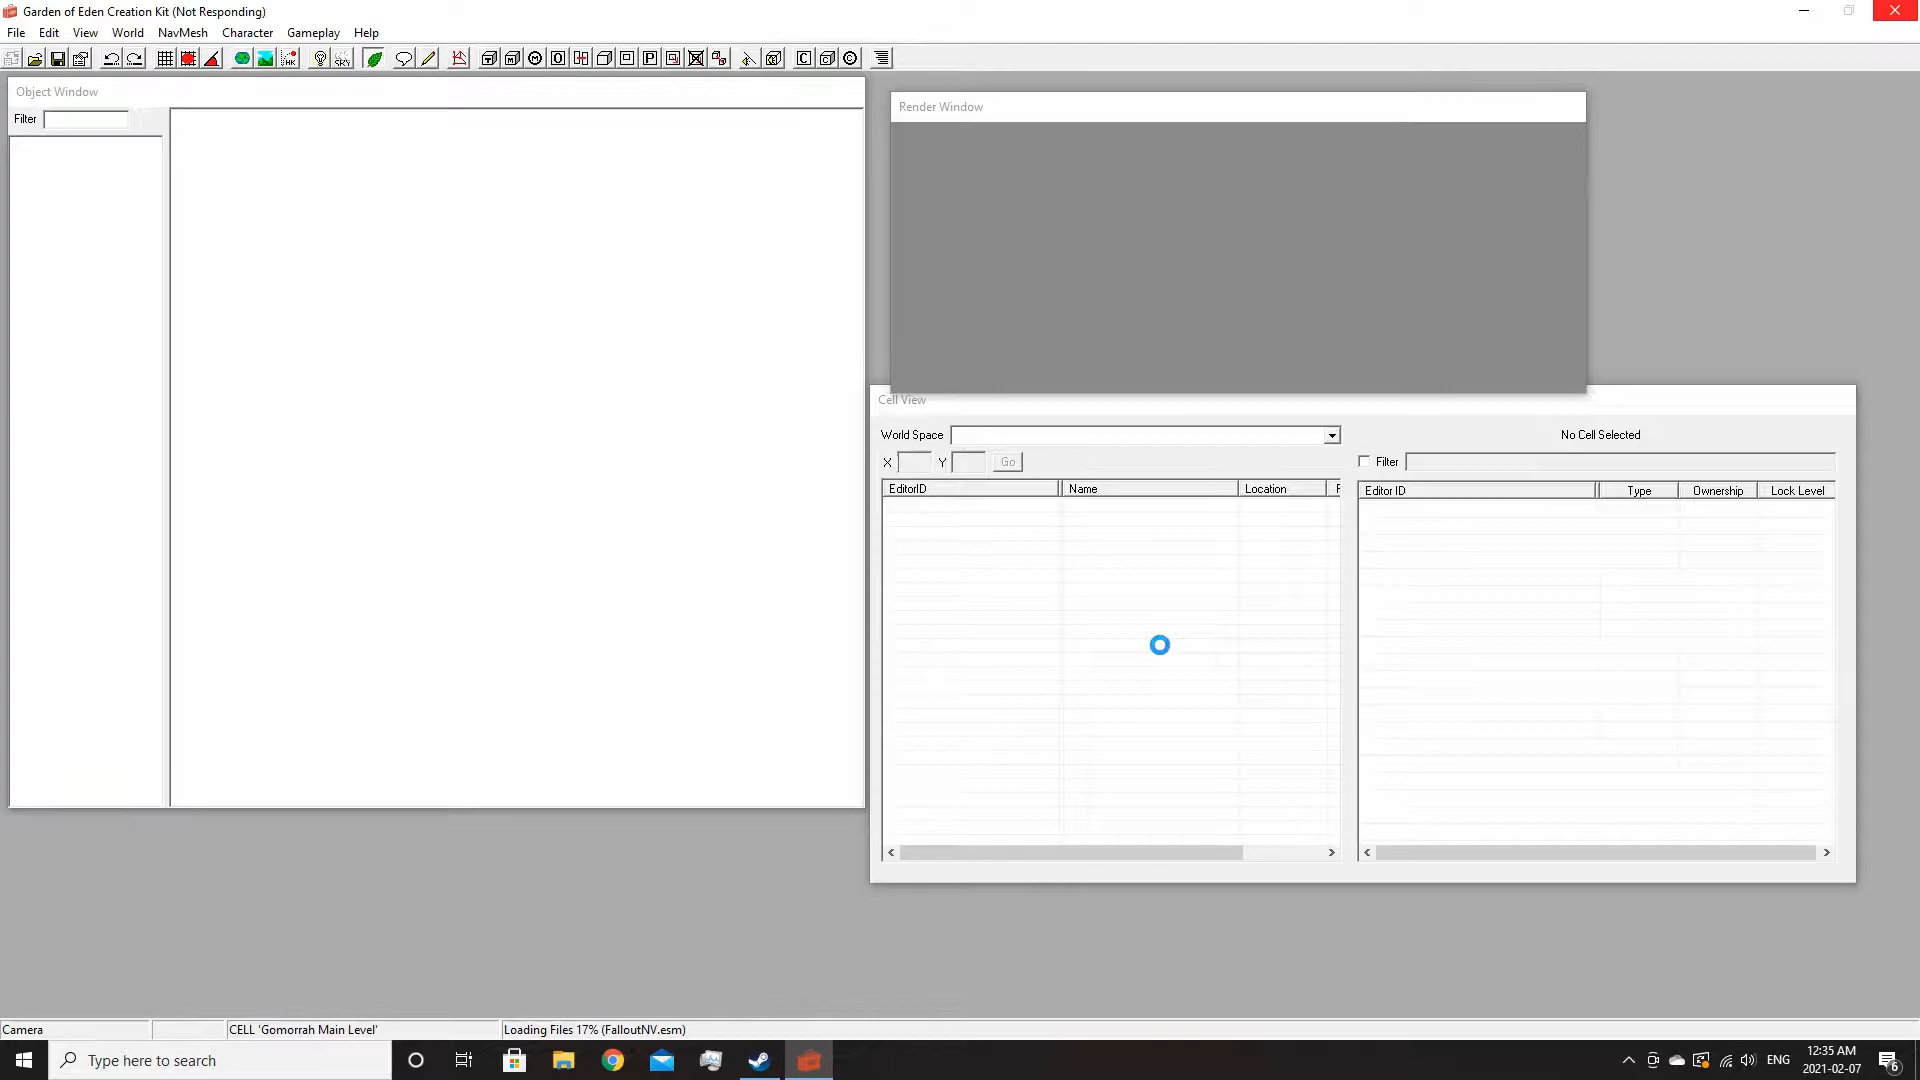 Garden of Eden Creation Kit (Not Responding)
File Edit View World NavMesh Character Gameplay Help
Object Window
Filter
Render Window
Cell View
World Space
No Cell Selected
X Y Go
Filter
EditorID Name Location
Editor ID Type Ownership Lock Level
Camera CELL 'Gomorrah Main Level' Loading Files 17% (FalloutNV.esm)
Type here to search
ENG
12:35 AM
2021-02-07
6